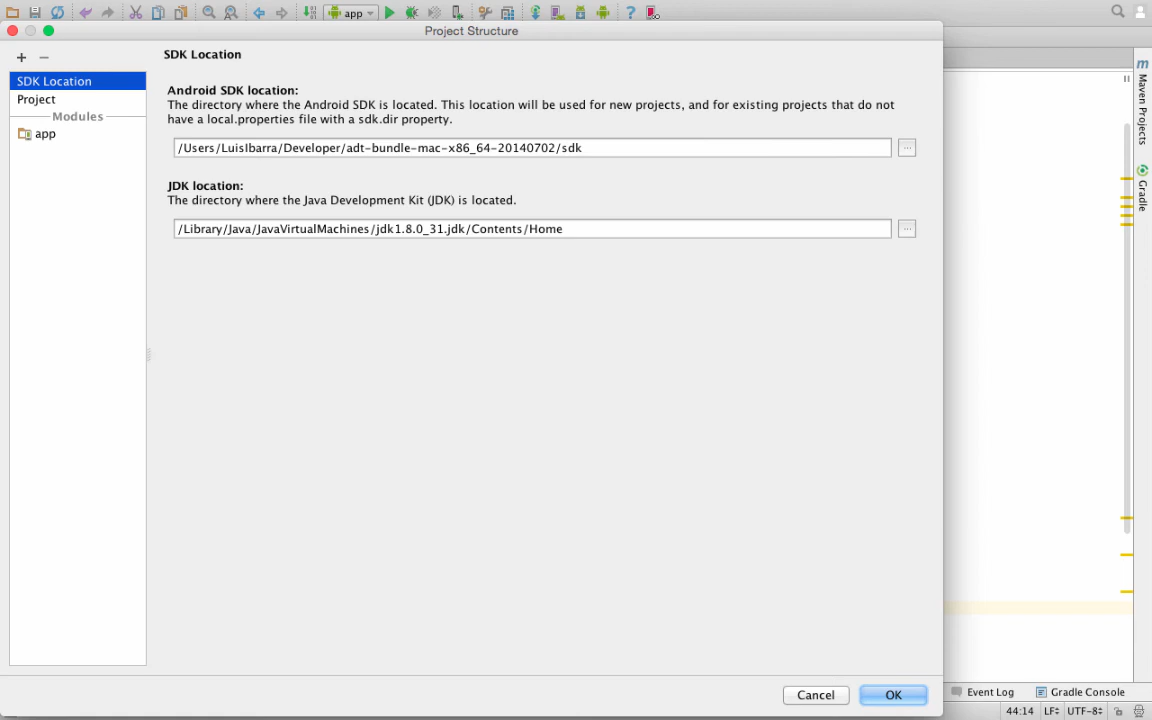 app
Project Structure
+ −
SDK Location
Project
Modules
app
SDK Location
Android SDK location:
The directory where the Android SDK is located. This location will be used for new projects, and for existing projects that do not
have a local.properties file with a sdk.dir property.
/Users/LuisIbarra/Developer/adt-bundle-mac-x86_64-20140702/sdk
...
JDK location:
The directory where the Java Development Kit (JDK) is located.
/Library/Java/JavaVirtualMachines/jdk1.8.0_31.jdk/Contents/Home
...
Cancel
OK
m
Maven Projects
Gradle
Event Log
Gradle Console
44:14 LF÷ UTF-8÷